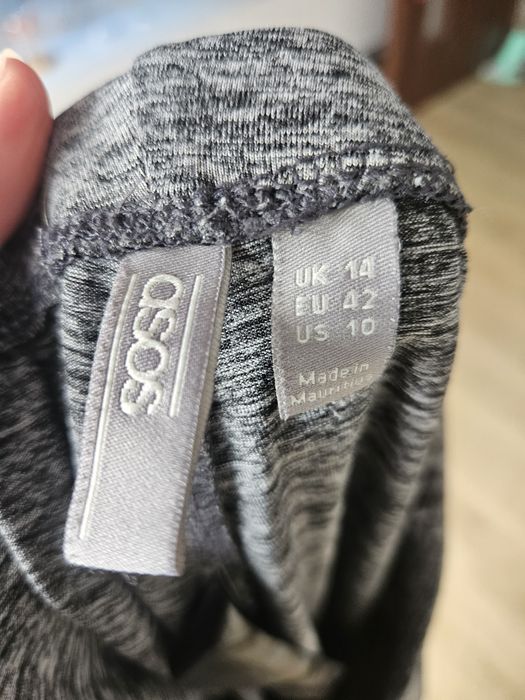 asos
UK 14
EU 42
US 10
Made in
Mauritius